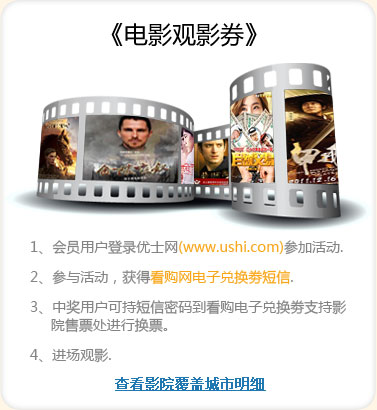 《电影观影券》
2011.12.16
1、会员用户登录优士网(www.ushi.com)参加活动.
2、参与活动，获得看购网电子兑换券短信.
3、中奖用户可持短信密码到看购电子兑换券支持影
院售票处进行换票。
4、进场观影.
查看影院覆盖城市明细